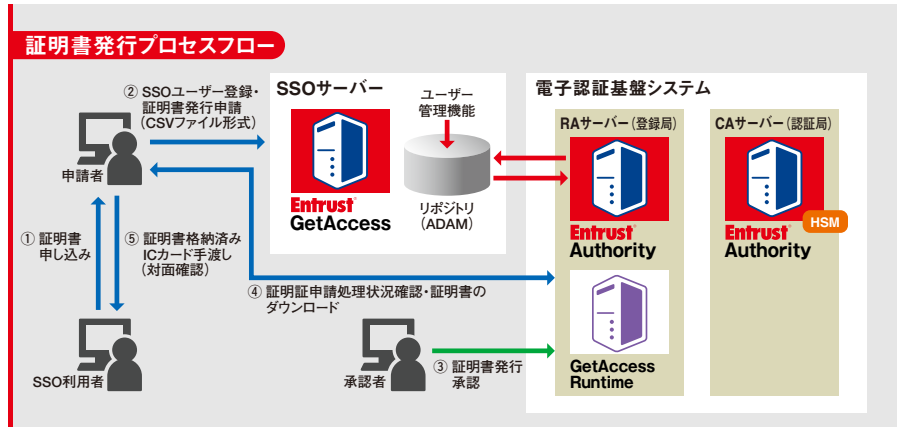 証明書発行プロセスフロー
② SSOユーザー登録・
証明書発行申請
(CSVファイル形式)
申請者
① 証明書
申し込み
⑤ 証明書格納済み
ICカード手渡し
(対面確認)
SSO利用者
SSOサーバー
Entrust
GetAccess
ユーザー
管理機能
リポジトリ
(ADAM)
④ 証明証申請処理状況確認・証明書の
ダウンロード
承認者
③ 証明書発行
承認
電子認証基盤システム
RAサーバー(登録局)
Entrust
Authority
GetAccess
Runtime
CAサーバー(認証局)
HSM
Entrust
Authority